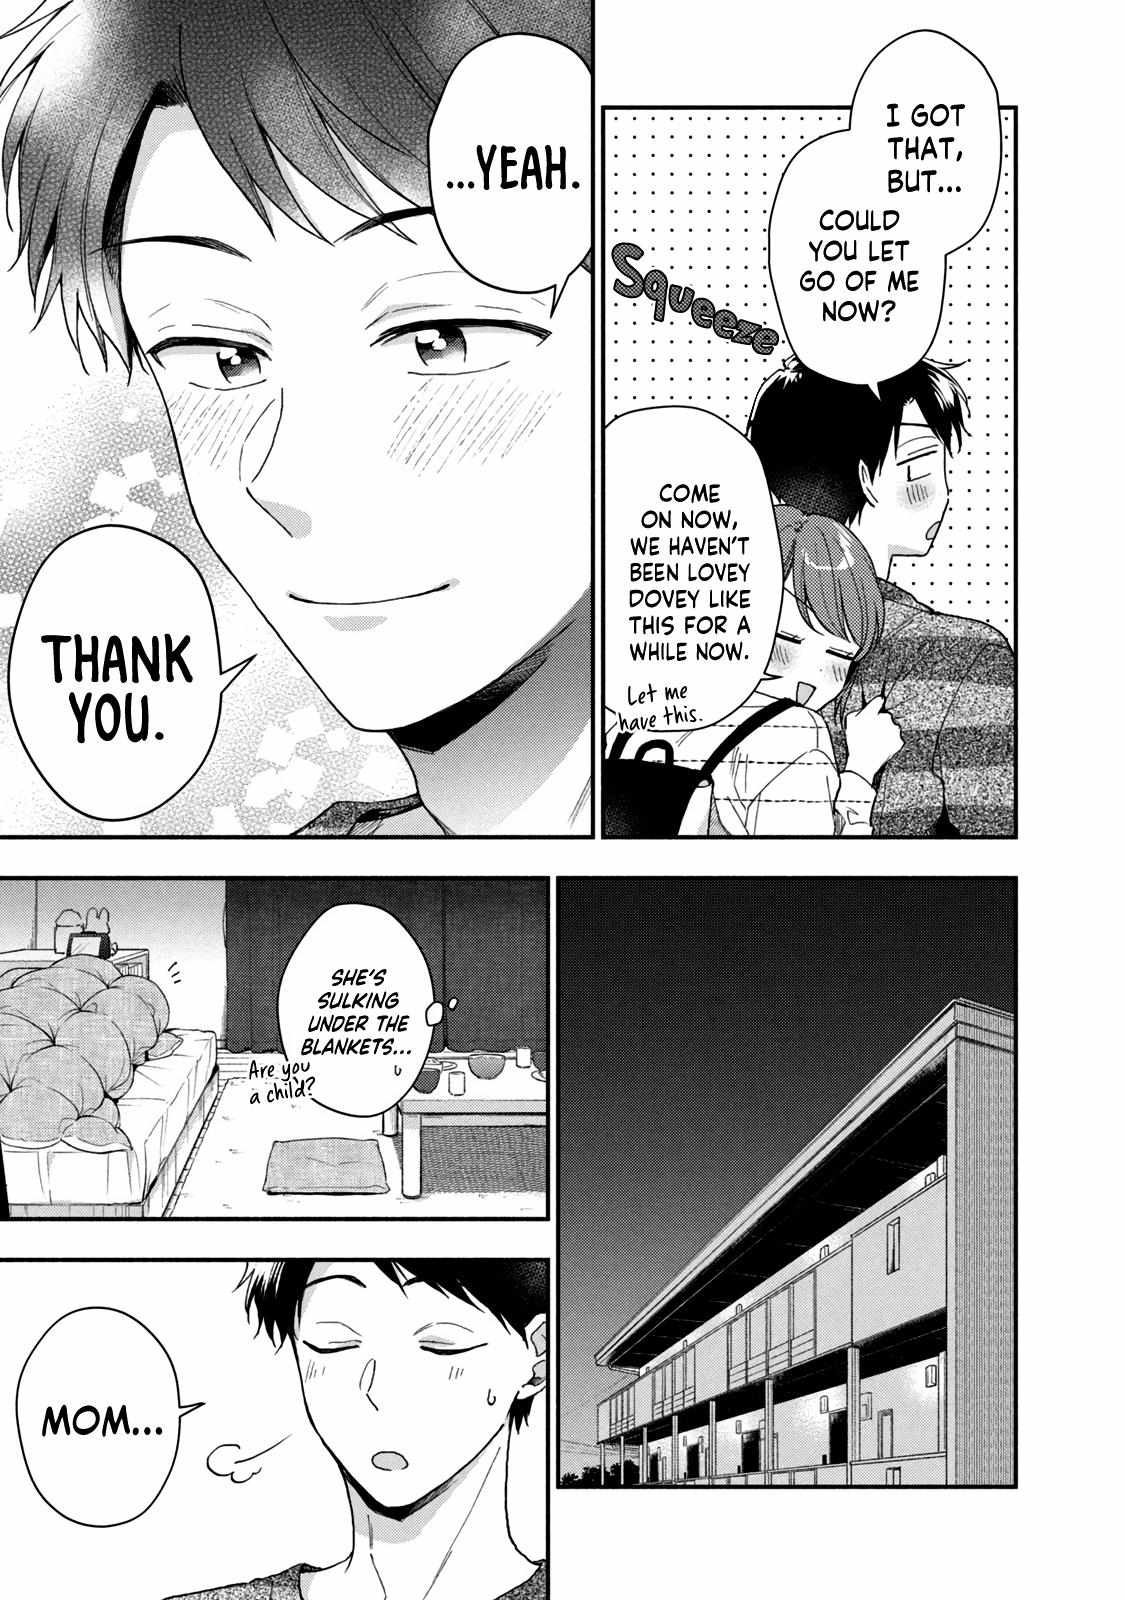 I GOT
THAT,
BUT...
COULD
YOU LET
GO OF ME
NOW?
Squeeze
COME
ON NOW,
WE HAVEN'T
BEEN LOVEY
DOVEY LIKE
THIS FOR A
WHILE NOW.
Let me
have this.
...YEAH.
THANK
YOU.
SHE'S
SULKING
UNDER THE
BLANKETS...
Are you
a child?
MOM...